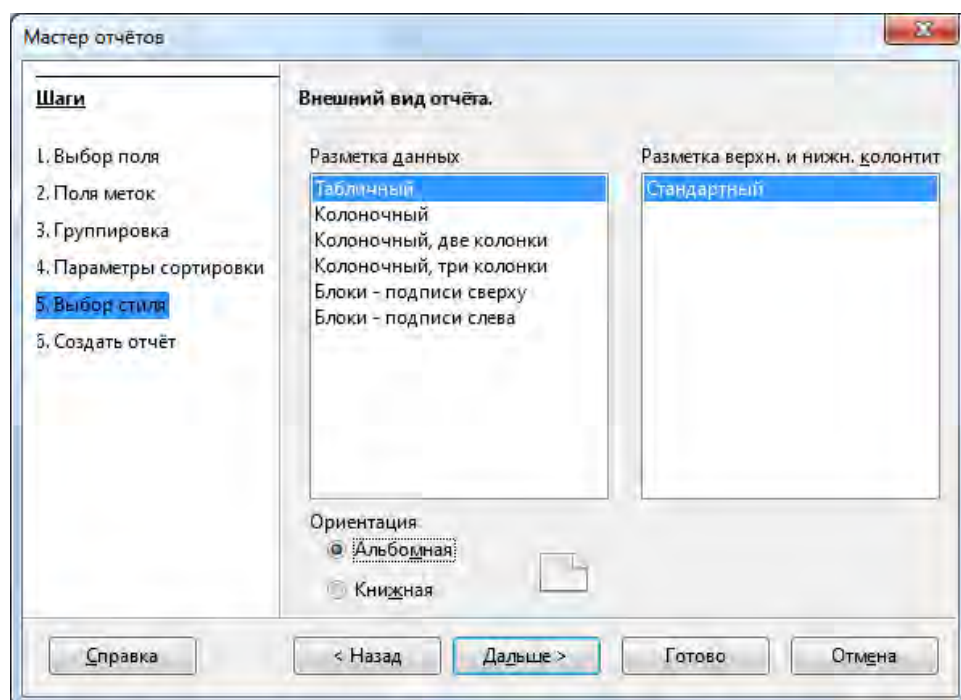 Мастер отчётов
Шаги
1. Выбор поля
2. Поля меток
3. Группировка
4. Параметры сортировки
5. Выбор стиля
6. Создать отчёт
Внешний вид отчёта.
Разметка данных
Табличный
Колоночный
Колоночный, две колонки
Колоночный, три колонки
Блоки - подписи сверху
Блоки - подписи слева
Разметка верхн. и нижн. колонтит
Стандартный
Ориентация
Альбомная
Книжная
Справка
< Назад
Дальше >
Готово
Отмена